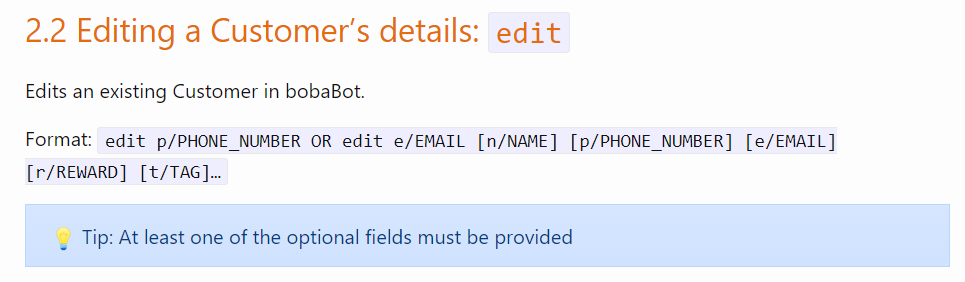 2.2 Editing a Customer’s details: edit
Edits an existing Customer in bobaBot.
Format: edit p/PHONE_NUMBER OR edit e/EMAIL [n/NAME] [p/PHONE_NUMBER] [e/EMAIL]
[r/REWARD] [t/TAG]…
💡 Tip: At least one of the optional fields must be provided